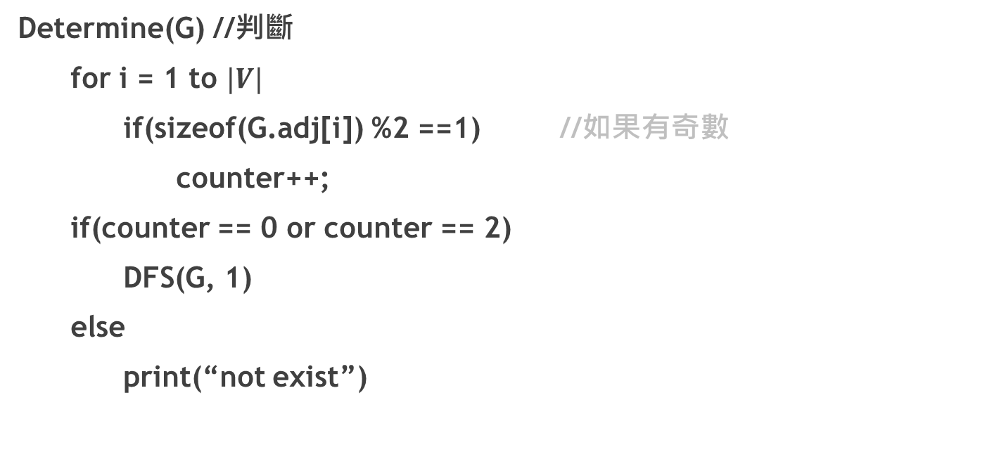 Determine(G) //判斷
for i = 1 to |V|
if(sizeof(G.adj[i]) %2 ==1) //如果有奇數
counter++;
if(counter == 0 or counter == 2)
DFS(G, 1)
else
print(“not exist”)